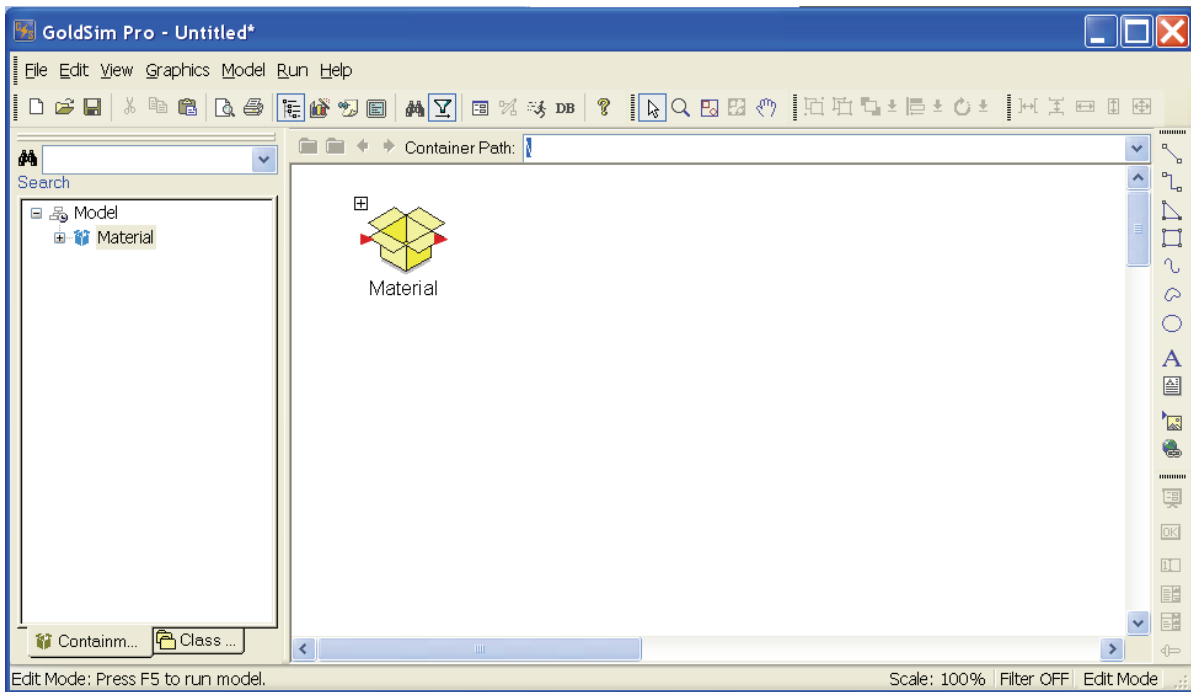 GoldSim Pro - Untitled*
File Edit View Graphics Model Run Help
DB ?
Container Path: \
Search
Model
Material
Material
A
OK
Containm... Class ...
Edit Mode: Press F5 to run model. Scale: 100% Filter OFF Edit Mode